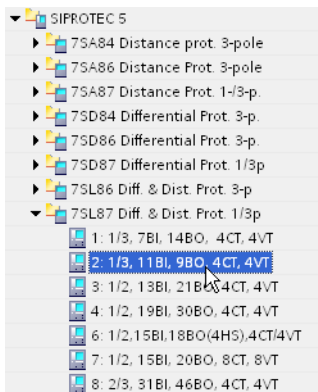 SIPROTEC 5
7SA84 Distance prot. 3-pole
7SA86 Distance Prot. 3-pole
7SA87 Distance Prot. 1-/3-p.
7SD84 Differential Prot. 3-p.
7SD86 Differential Prot. 3-p.
7SD87 Differential Prot. 1/3p
7SL86 Diff. & Dist. Prot. 3-p
7SL87 Diff. & Dist. Prot. 1/3p
1: 1/3, 7BI, 14BO, 4CT, 4VT
2: 1/3, 11BI, 9BO, 4CT, 4VT
3: 1/2, 13BI, 21BO, 4CT, 4VT
4: 1/2, 19BI, 30BO, 4CT, 4VT
6: 1/2,15BI,18BO(4HS),4CT/4VT
7: 1/2, 15BI, 20BO, 8CT, 8VT
8: 2/3, 31BI, 46BO, 4CT, 4VT